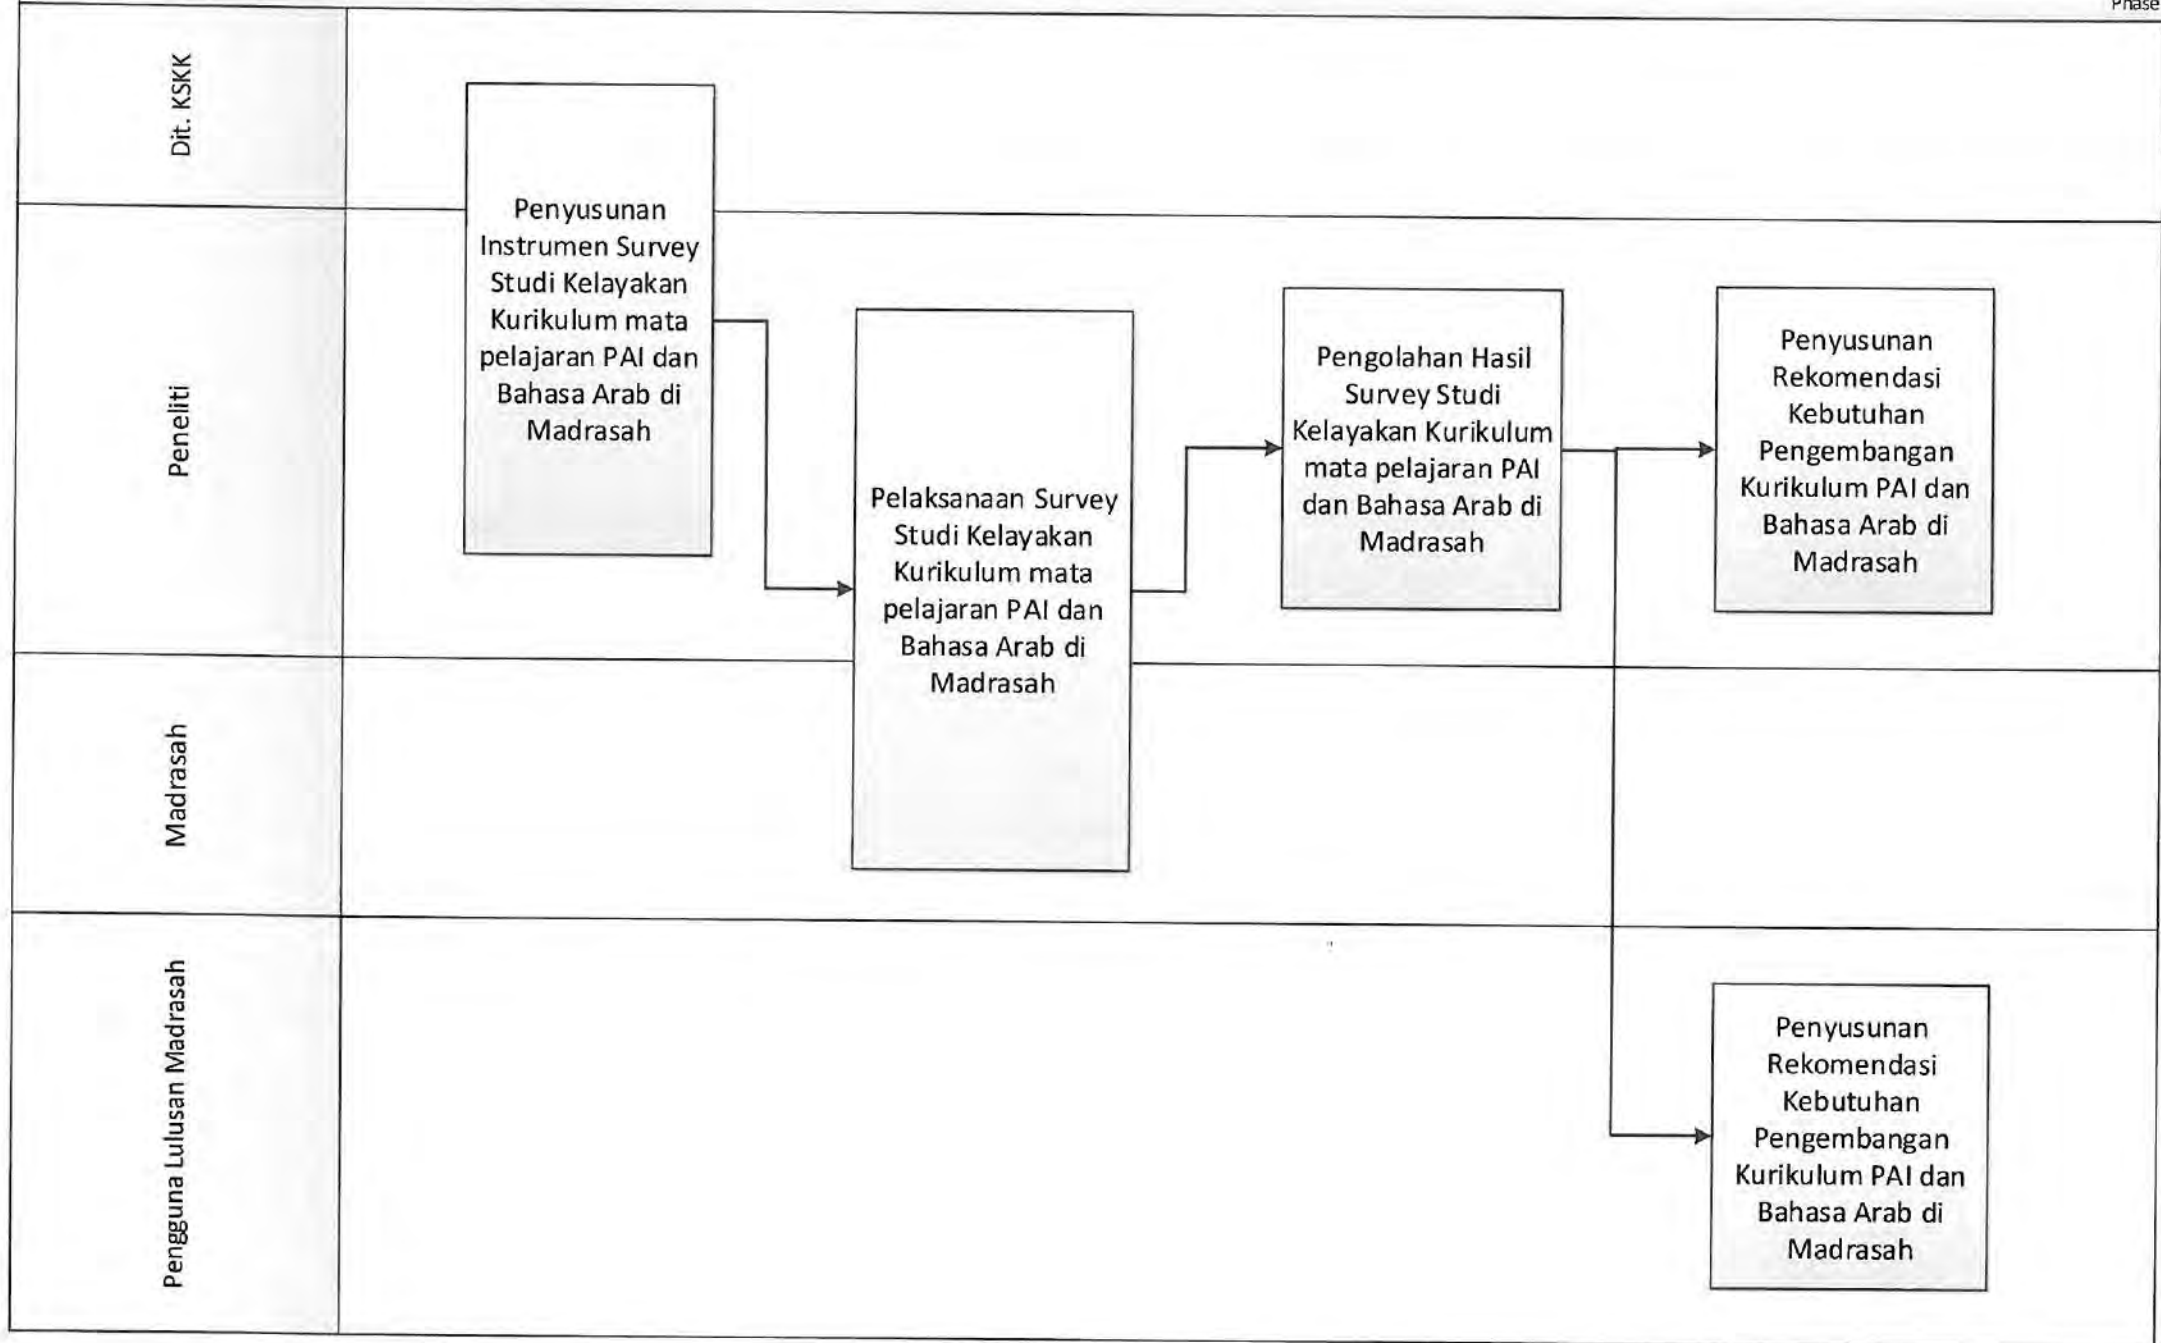 Phase
Dit. KSKK
Penyusunan
Instrumen Survey
Studi Kelayakan
Kurikulum mata
pelajaran PAI dan
Bahasa Arab di
Madrasah
Peneliti
Pelaksanaan Survey
Studi Kelayakan
Kurikulum mata
pelajaran PAI dan
Bahasa Arab di
Madrasah
Pengolahan Hasil
Survey Studi
Kelayakan Kurikulum
mata pelajaran PAI
dan Bahasa Arab di
Madrasah
Penyusunan
Rekomendasi
Kebutuhan
Pengembangan
Kurikulum PAI dan
Bahasa Arab di
Madrasah
Madrasah
Pengguna Lulusan Madrasah
Penyusunan
Rekomendasi
Kebutuhan
Pengembangan
Kurikulum PAI dan
Bahasa Arab di
Madrasah